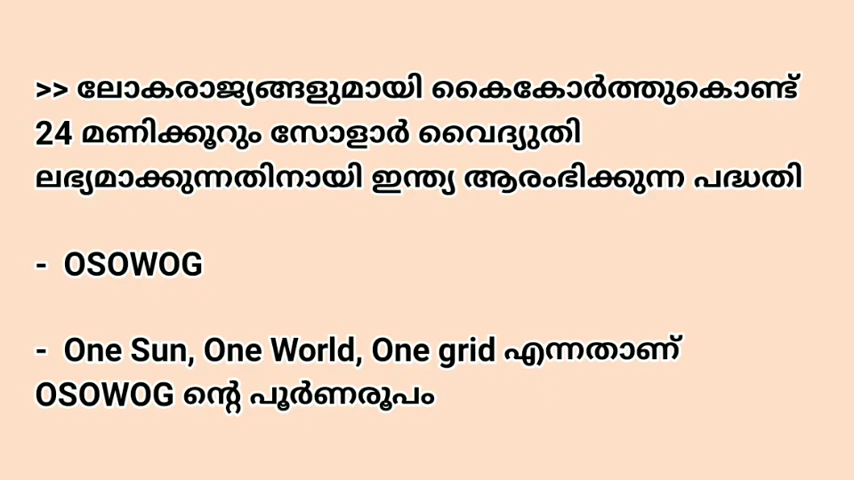 >> ലോകരാജ്യങ്ങളുമായി കൈകോർത്തുകൊണ്ട്
24 മണിക്കൂറും സോളാർ വൈദ്യുതി
ലഭ്യമാക്കുന്നതിനായി ഇന്ത്യ ആരംഭിക്കുന്ന പദ്ധതി
- OSOWOG
- One Sun, One World, One grid എന്നതാണ്
OSOWOG ന്റെ പൂർണരൂപം